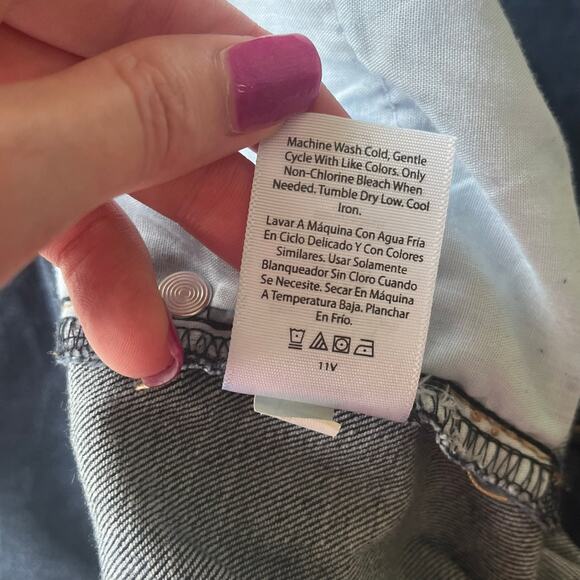 Machine Wash Cold, Gentle
Cycle With Like Colors. Only
Non-Chlorine Bleach When
Needed. Tumble Dry Low. Cool
Iron.
Lavar A Máquina Con Agua Fría
En Ciclo Delicado Y Con Colores
Similares. Usar Solamente
Blanqueador Sin Cloro Cuando
Se Necesite. Secar En Máquina
A Temperatura Baja. Planchar
En Frío.
11V